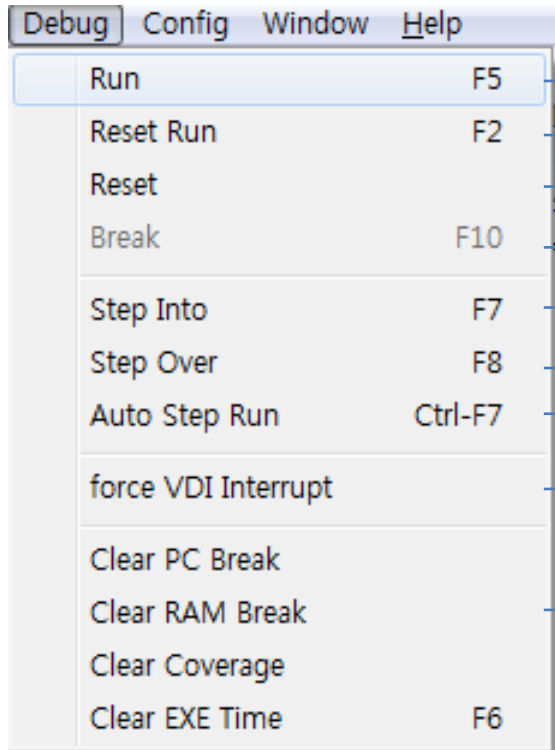 Debug Config Window Help
Run F5
Reset Run F2
Reset
Break F10
Step Into F7
Step Over F8
Auto Step Run Ctrl-F7
force VDI Interrupt
Clear PC Break
Clear RAM Break
Clear Coverage
Clear EXE Time F6